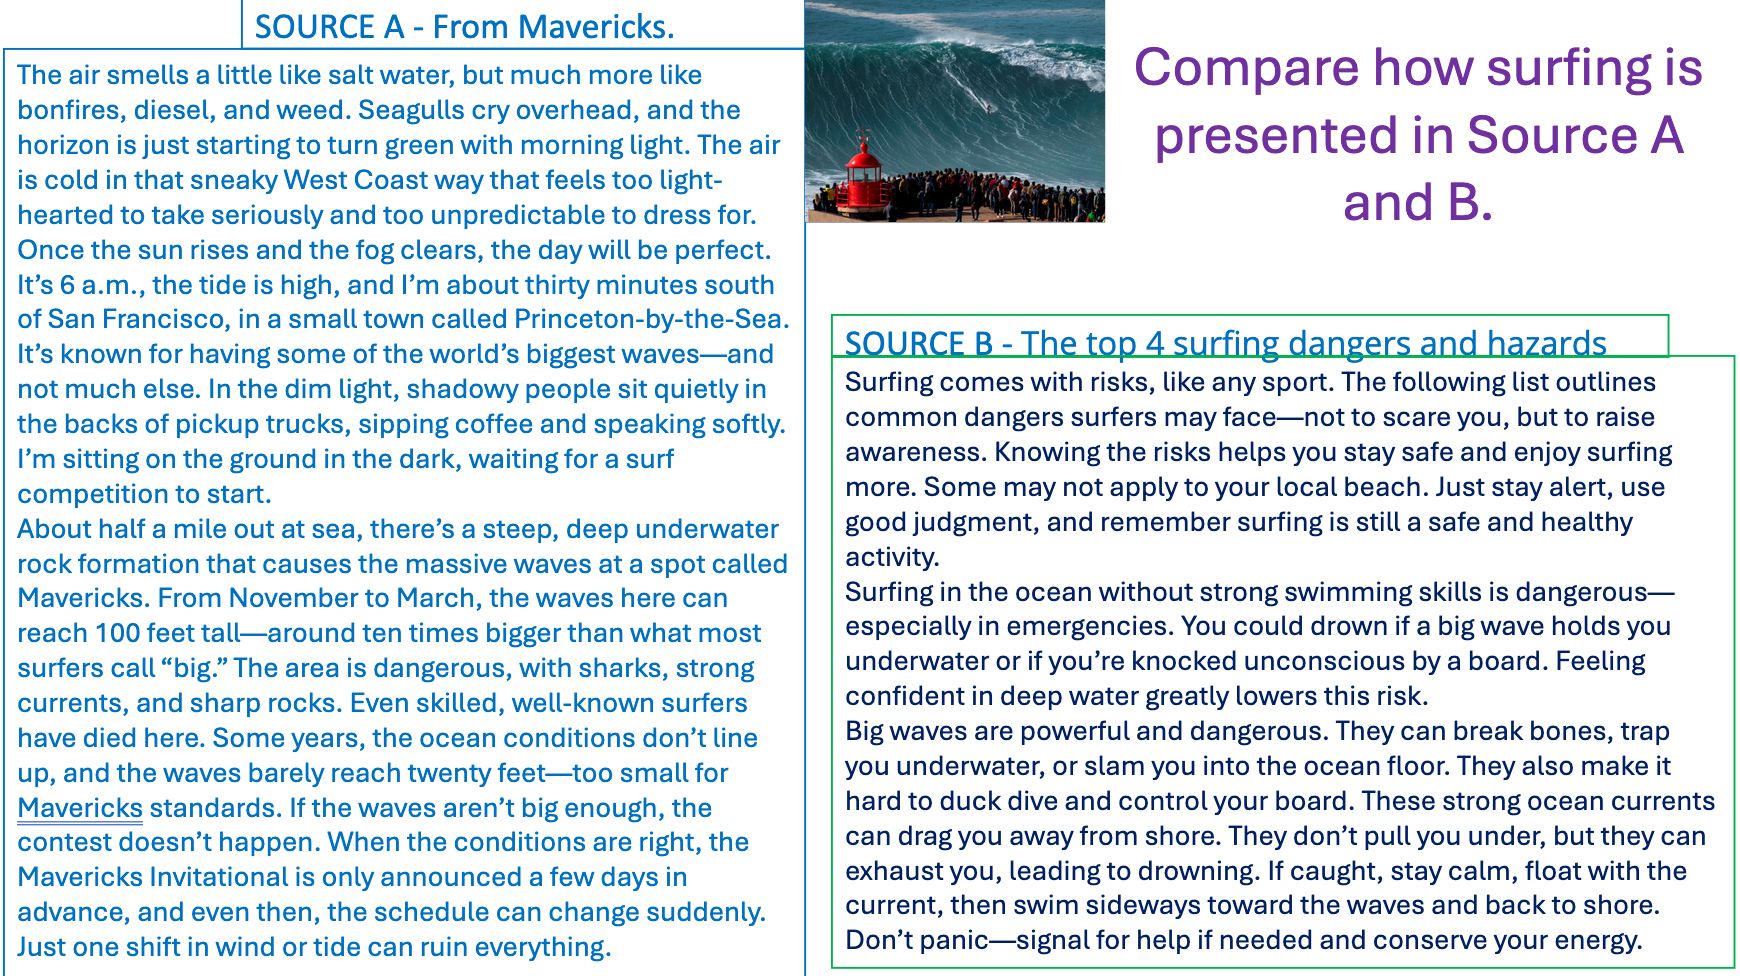 SOURCE A - From Mavericks.
The air smells a little like salt water, but much more like
bonfires, diesel, and weed. Seagulls cry overhead, and the
horizon is just starting to turn green with morning light. The air
is cold in that sneaky West Coast way that feels too light-
hearted to take seriously and too unpredictable to dress for.
Once the sun rises and the fog clears, the day will be perfect.
It’s 6 a.m., the tide is high, and I’m about thirty minutes south
of San Francisco, in a small town called Princeton-by-the-Sea.
It’s known for having some of the world’s biggest waves—and
not much else. In the dim light, shadowy people sit quietly in
the backs of pickup trucks, sipping coffee and speaking softly.
I’m sitting on the ground in the dark, waiting for a surf
competition to start.
About half a mile out at sea, there’s a steep, deep underwater
rock formation that causes the massive waves at a spot called
Mavericks. From November to March, the waves here can
reach 100 feet tall—around ten times bigger than what most
surfers call “big.” The area is dangerous, with sharks, strong
currents, and sharp rocks. Even skilled, well-known surfers
have died here. Some years, the ocean conditions don’t line
up, and the waves barely reach twenty feet—too small for
Mavericks standards. If the waves aren’t big enough, the
contest doesn’t happen. When the conditions are right, the
Mavericks Invitational is only announced a few days in
advance, and even then, the schedule can change suddenly.
Just one shift in wind or tide can ruin everything.
Compare how surfing is
presented in Source A
and B.
SOURCE B - The top 4 surfing dangers and hazards
Surfing comes with risks, like any sport. The following list outlines
common dangers surfers may face—not to scare you, but to raise
awareness. Knowing the risks helps you stay safe and enjoy surfing
more. Some may not apply to your local beach. Just stay alert, use
good judgment, and remember surfing is still a safe and healthy
activity.
Surfing in the ocean without strong swimming skills is dangerous—
especially in emergencies. You could drown if a big wave holds you
underwater or if you’re knocked unconscious by a board. Feeling
confident in deep water greatly lowers this risk.
Big waves are powerful and dangerous. They can break bones, trap
you underwater, or slam you into the ocean floor. They also make it
hard to duck dive and control your board. These strong ocean currents
can drag you away from shore. They don’t pull you under, but they can
exhaust you, leading to drowning. If caught, stay calm, float with the
current, then swim sideways toward the waves and back to shore.
Don’t panic—signal for help if needed and conserve your energy.